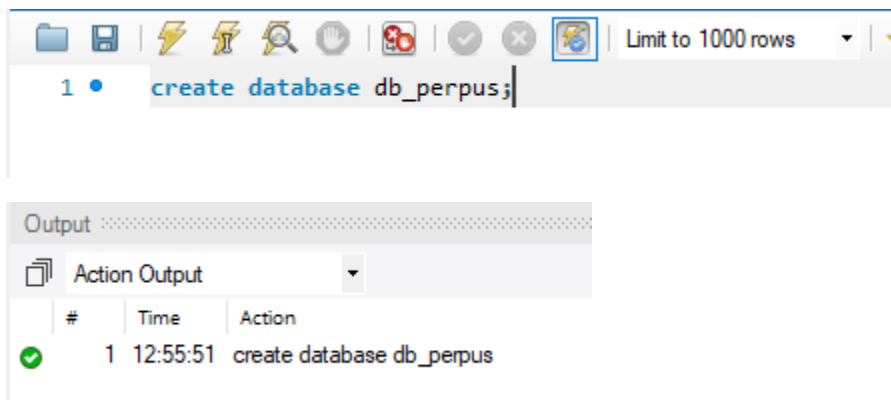 Limit to 1000 rows
1 create database db_perpus;
Output
Action Output
# Time Action
1 12:55:51 create database db_perpus